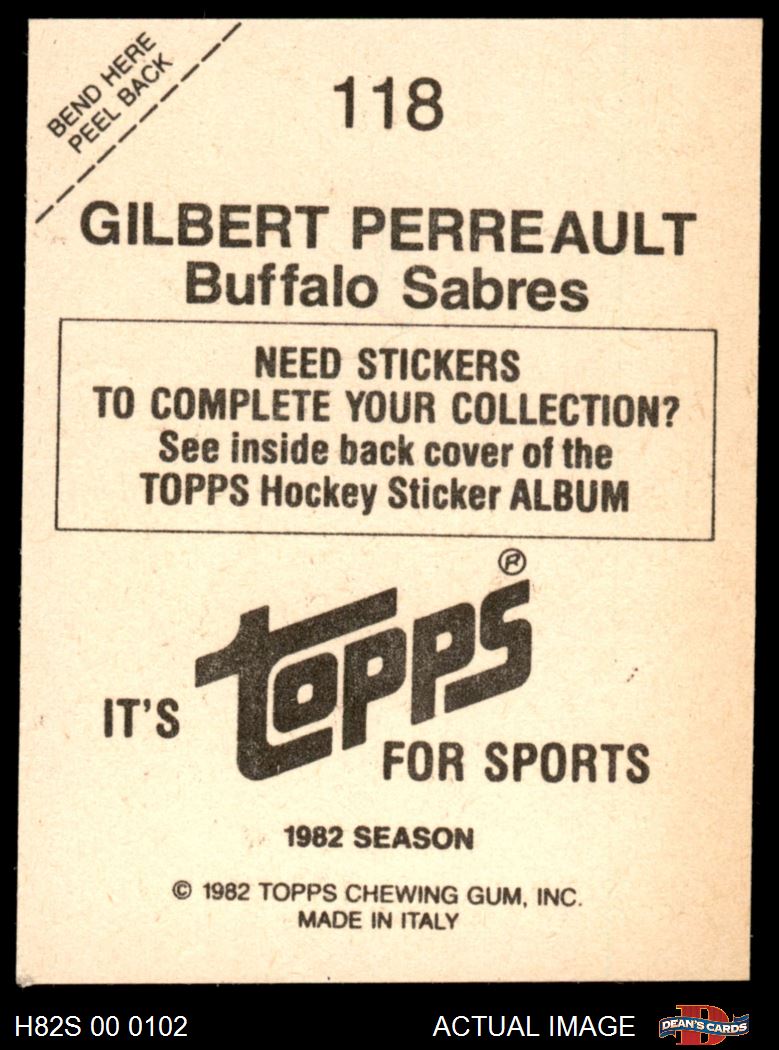 BEND HERE
PEEL BACK
118
GILBERT PERREAULT
Buffalo Sabres
NEED STICKERS
TO COMPLETE YOUR COLLECTION?
See inside back cover of the
TOPPS Hockey Sticker ALBUM
topps®
IT'S
FOR SPORTS
1982 SEASON
© 1982 TOPPS CHEWING GUM, INC.
MADE IN ITALY
H82S 00 0102
ACTUAL IMAGE
D
DEAN'S CARDS